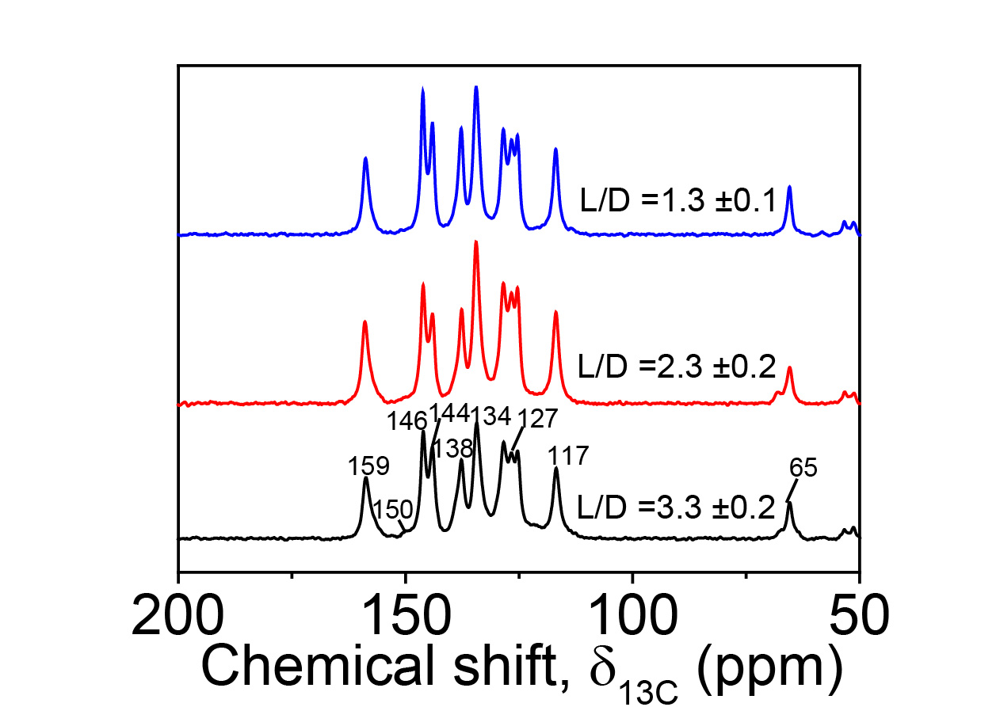 L/D =1.3 ±0.1
L/D =2.3 ±0.2
146 144 134 127
138
159
117
65
150
L/D =3.3 ±0.2
200 150 100 50
Chemical shift, δ13C (ppm)